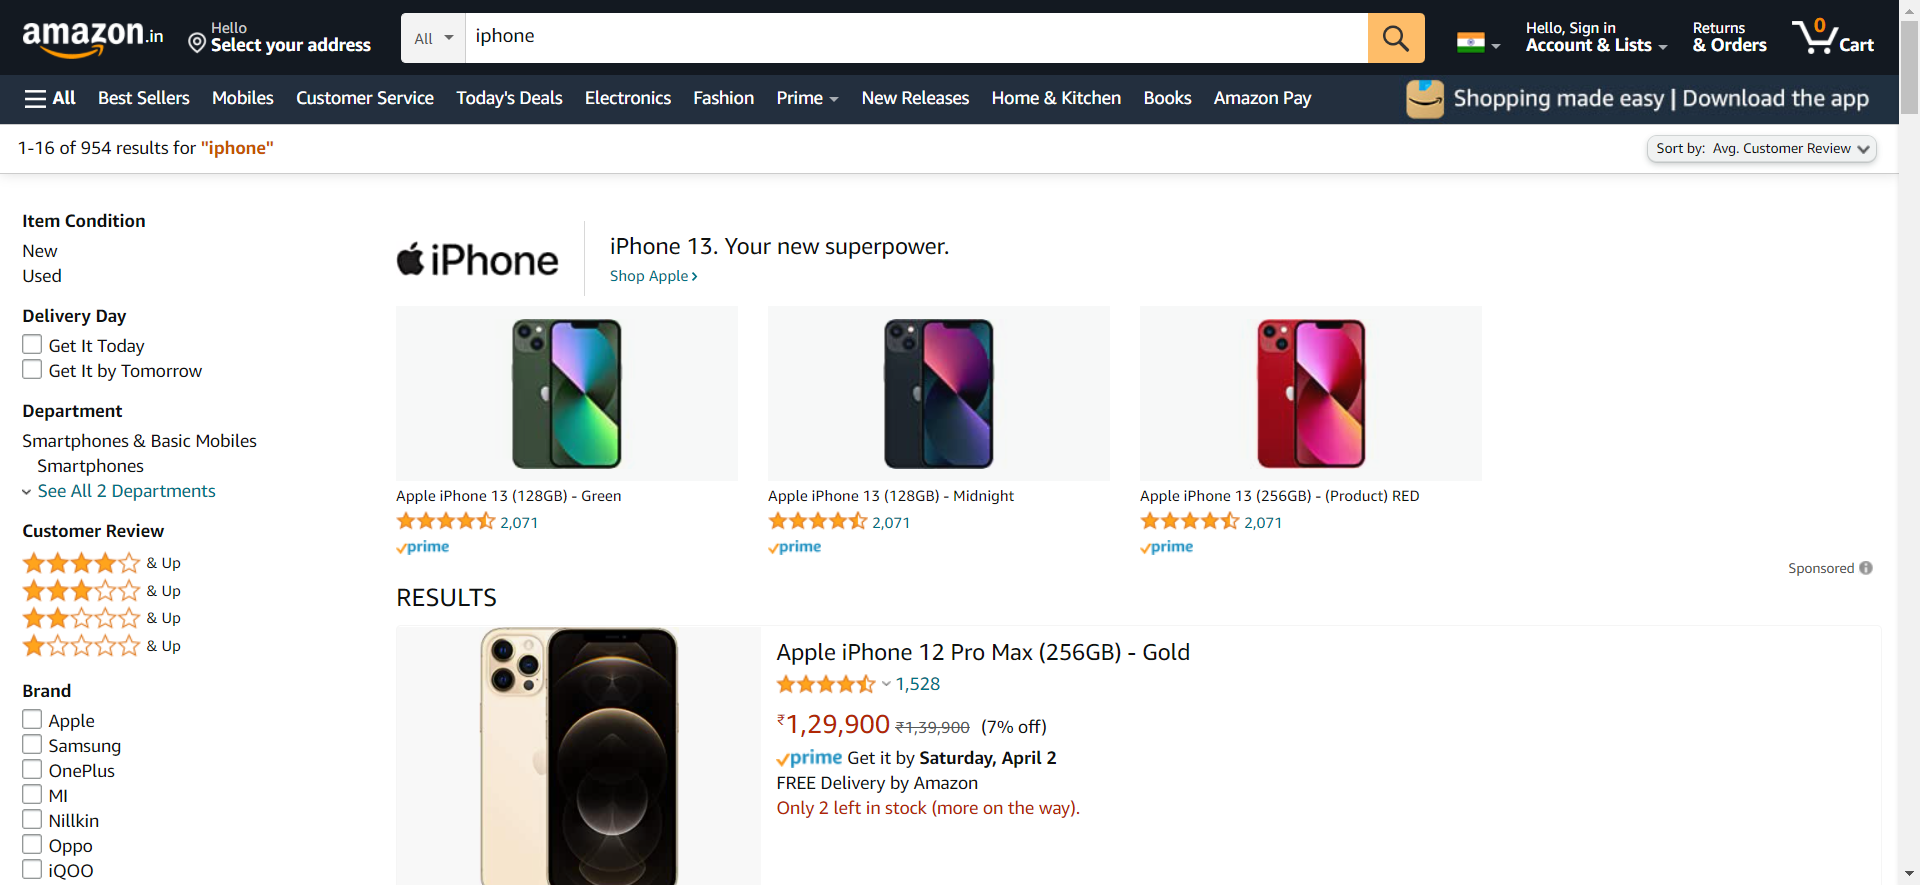 amazon.in
Hello
Select your address
All
iphone
Hello, Sign in
Account & Lists
Returns
& Orders
0
Cart
All
Best Sellers
Mobiles
Customer Service
Today's Deals
Electronics
Fashion
Prime
New Releases
Home & Kitchen
Books
Amazon Pay
Shopping made easy | Download the app
1-16 of 954 results for "iphone"
Sort by: Avg. Customer Review
Item Condition
New
Used
Delivery Day
Get It Today
Get It by Tomorrow
Department
Smartphones & Basic Mobiles
Smartphones
See All 2 Departments
Customer Review
& Up
& Up
& Up
& Up
Brand
Apple
Samsung
OnePlus
MI
Nillkin
Oppo
iQOO
iPhone
iPhone 13. Your new superpower.
Shop Apple ›
Apple iPhone 13 (128GB) - Green
2,071
prime
Apple iPhone 13 (128GB) - Midnight
2,071
prime
Apple iPhone 13 (256GB) - (Product) RED
2,071
prime
Sponsored
RESULTS
Apple iPhone 12 Pro Max (256GB) - Gold
1,528
₹1,29,900 ₹1,39,900 (7% off)
prime Get it by Saturday, April 2
FREE Delivery by Amazon
Only 2 left in stock (more on the way).